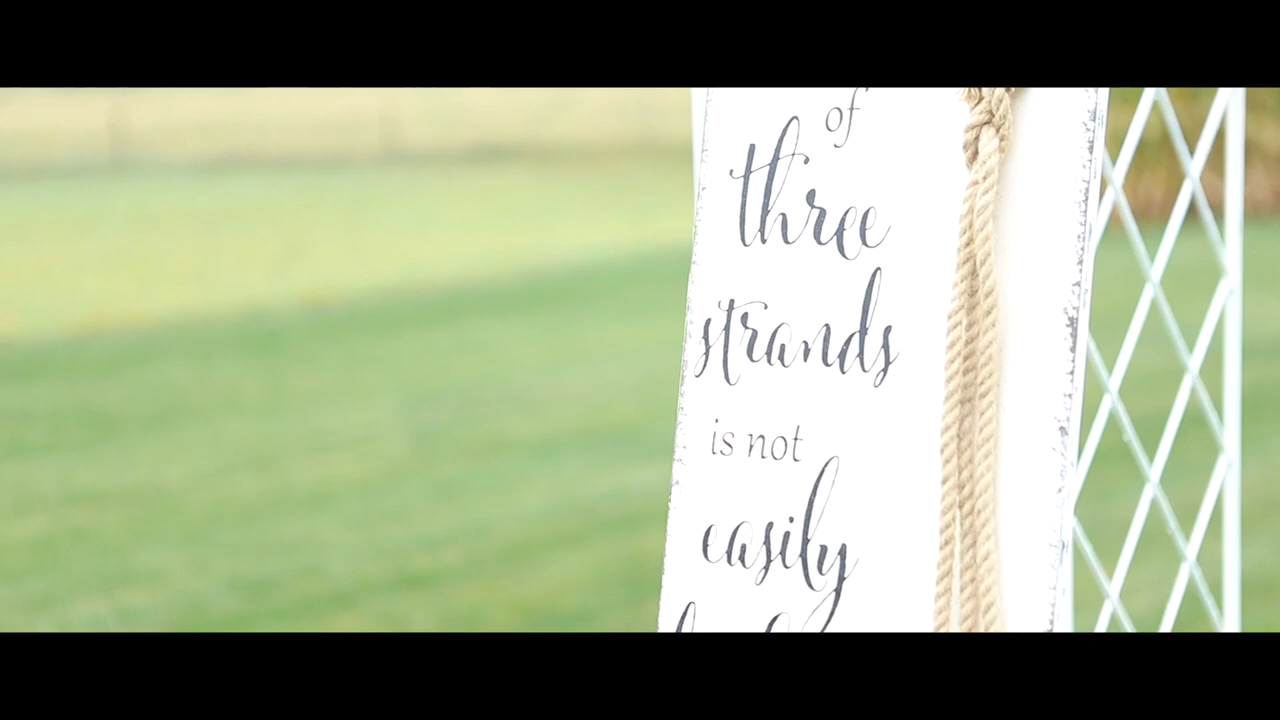 of
three
strands
is not
easily